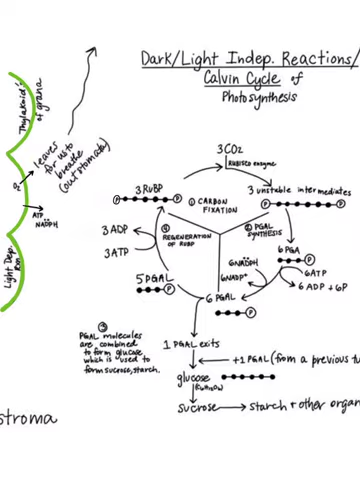 Dark/Light Indep. Reactions/
Calvin Cycle of
Photosynthesis
Thylakoid
of grana
O₂
leaves
for us to
breathe
(out stomata)
ATP
NADPH
Light Dep.
Rxn
stroma
3CO₂
RUBISCO enzyme
3 RuBP
P
P
① CARBON
FIXATION
3 unstable intermediates
P
P
3 ADP
3 ATP
④ REGENERATION
OF RUBP
② PGAL
SYNTHESIS
6 PGA
P
6NADPH
6NADP⁺
6ATP
6 ADP + 6P
5 PGAL
P
6 PGAL
P
③
PGAL molecules
are combined
to form glucose
which is used to
form sucrose, starch.
1 PGAL exits
+1 PGAL (from a previous tu
glucose
(C₆H₁₂O₆)
sucrose
starch + other organ